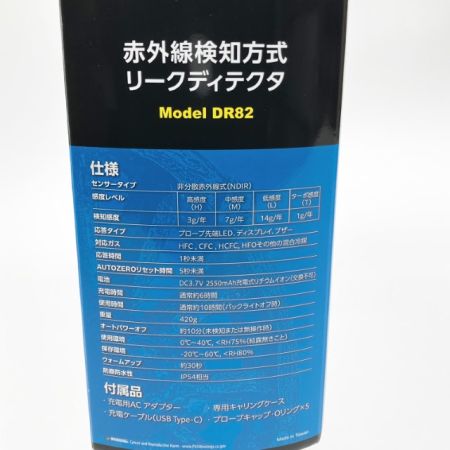 赤外線検知方式
リークディテクタ
Model DR82
仕様
センサータイプ 非分散赤外線式(NDIR)
感度レベル 高感度(H) 中感度(M) 低感度(L) ターボ感度(T)
検知感度 3g/年 7g/年 14g/年 1g/年
応答タイプ プローブ先端LED、ディスプレイ、ブザー
対応ガス HFC、CFC、HCFC、HFOその他の混合冷媒
応答時間 1秒未満
AUTOZEROリセット時間 5秒未満
電池 DC3.7V 2550mAh充電式リチウムイオン(交換不可)
充電時間 通常約6時間
使用時間 通常約10時間(バックライトオフ時)
重量 420g
オートパワーオフ 約10分(未検知または無操作時)
使用環境 0℃~40℃、<RH75%(結露無きこと)
保存環境 -20℃~60℃、<RH80%
ウォームアップ 約30秒
防塵防水性 IP54相当
付属品
・充電用AC アダプター ・専用キャリングケース
・充電ケーブル(USB Type-C) ・プローブキャップ・Oリング×5
WARNING: Cancer and Reproductive Harm - www.P65Warnings.ca.gov
Made in Taiwan